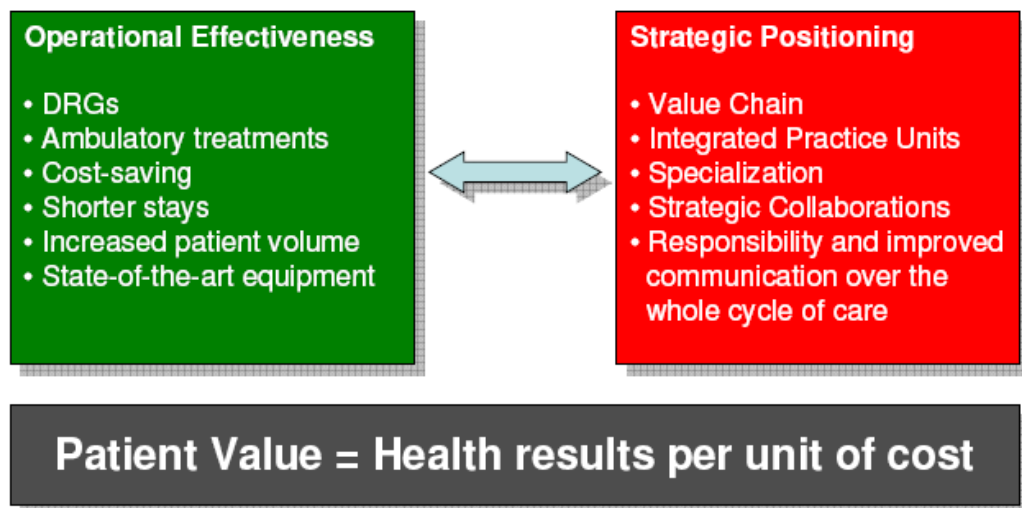 Operational Effectiveness
• DRGs
• Ambulatory treatments
• Cost-saving
• Shorter stays
• Increased patient volume
• State-of-the-art equipment
Strategic Positioning
• Value Chain
• Integrated Practice Units
• Specialization
• Strategic Collaborations
• Responsibility and improved
communication over the
whole cycle of care
Patient Value = Health results per unit of cost